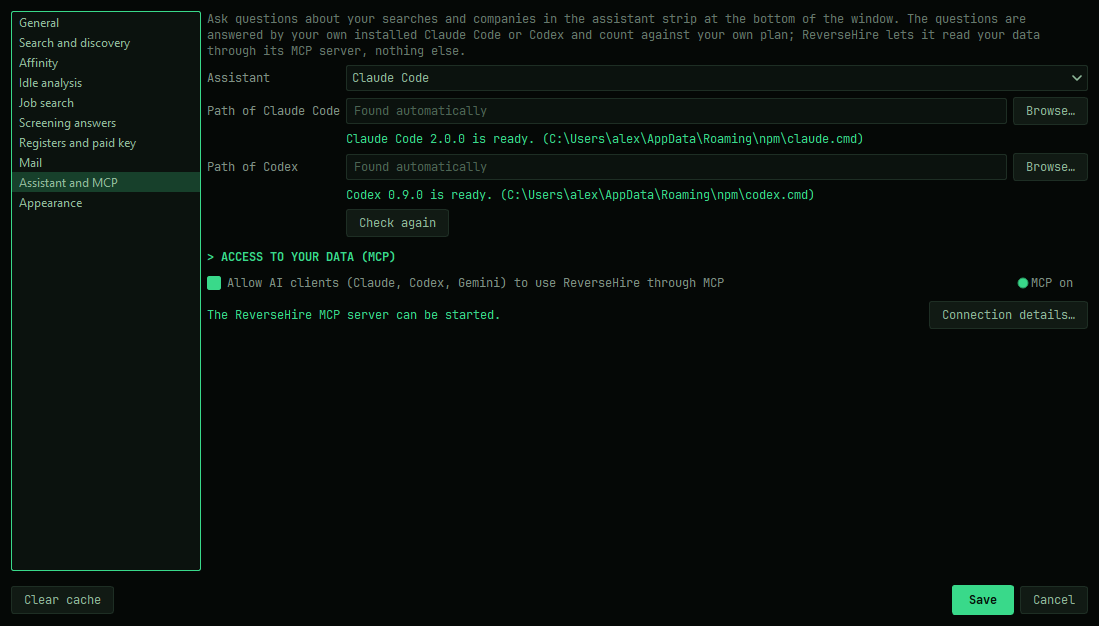 General
Search and discovery
Affinity
Idle analysis
Job search
Screening answers
Registers and paid key
Mail
Assistant and MCP
Appearance
Ask questions about your searches and companies in the assistant strip at the bottom of the window. The questions are
answered by your own installed Claude Code or Codex and count against your own plan; ReverseHire lets it read your data
through its MCP server, nothing else.
Assistant
Claude Code
Path of Claude Code
Found automatically
Browse…
Claude Code 2.0.0 is ready. (C:\Users\alex\AppData\Roaming\npm\claude.cmd)
Path of Codex
Found automatically
Browse…
Codex 0.9.0 is ready. (C:\Users\alex\AppData\Roaming\npm\codex.cmd)
Check again
> ACCESS TO YOUR DATA (MCP)
Allow AI clients (Claude, Codex, Gemini) to use ReverseHire through MCP
MCP on
The ReverseHire MCP server can be started.
Connection details…
Clear cache
Save
Cancel